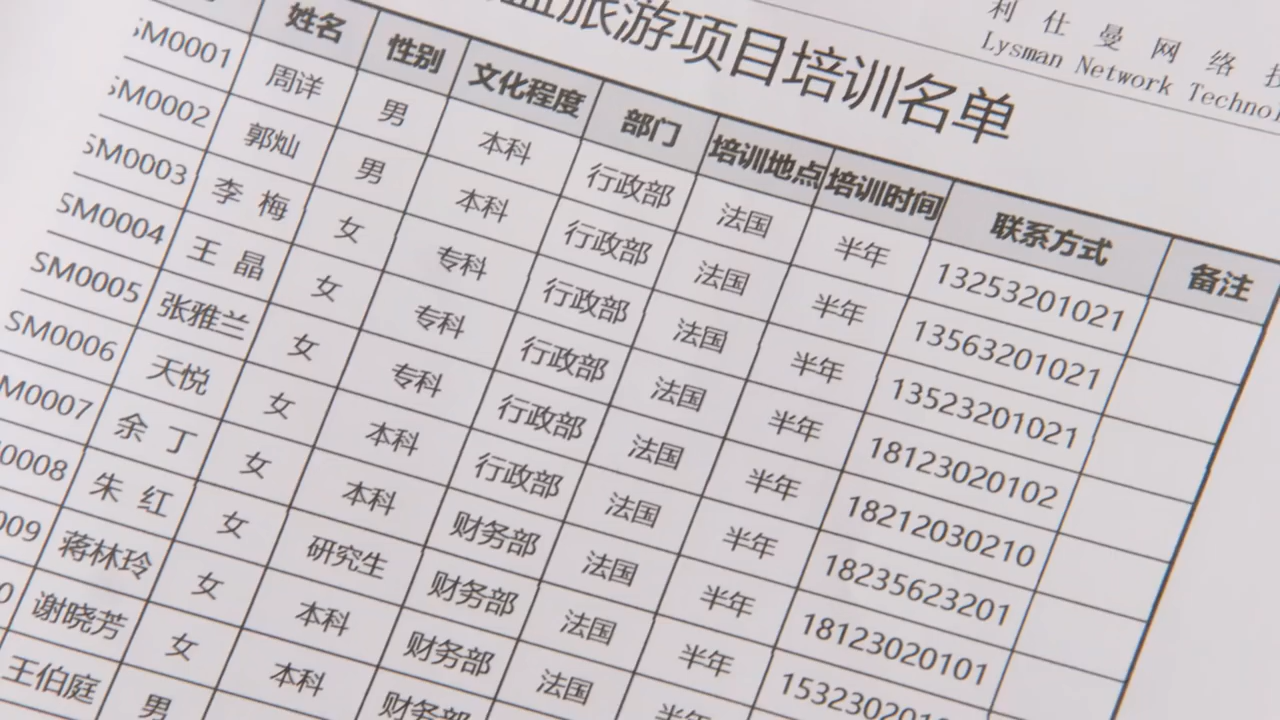 利仕曼网络
Lysman Network Techno
旅游项目培训名单
姓名 性别 文化程度 部门 培训地点 培训时间 联系方式 备注
SM0001 周详 男 本科 行政部 法国 半年 13253201021
SM0002 郭灿 男 本科 行政部 法国 半年 13563201021
SM0003 李梅 女 专科 行政部 法国 半年 13523201021
SM0004 王晶 女 专科 行政部 法国 半年 18123020102
SM0005 张雅兰 女 专科 行政部 法国 半年 18212030210
SM0006 天悦 女 本科 行政部 法国 半年 18235623201
M0007 余丁 女 本科 财务部 法国 半年 18123020101
0008 朱红 女 研究生 财务部 法国 半年 153230201
009 蒋林玲 女 本科 财务部 法国 半年
0 谢晓芳 女 本科 财务部
王伯庭 男